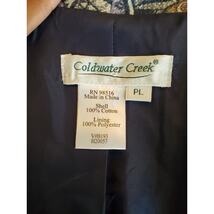 Coldwater Creek®
RN 98516 PL
Made in China
Shell
100% Cotton
Lining
100% Polyester